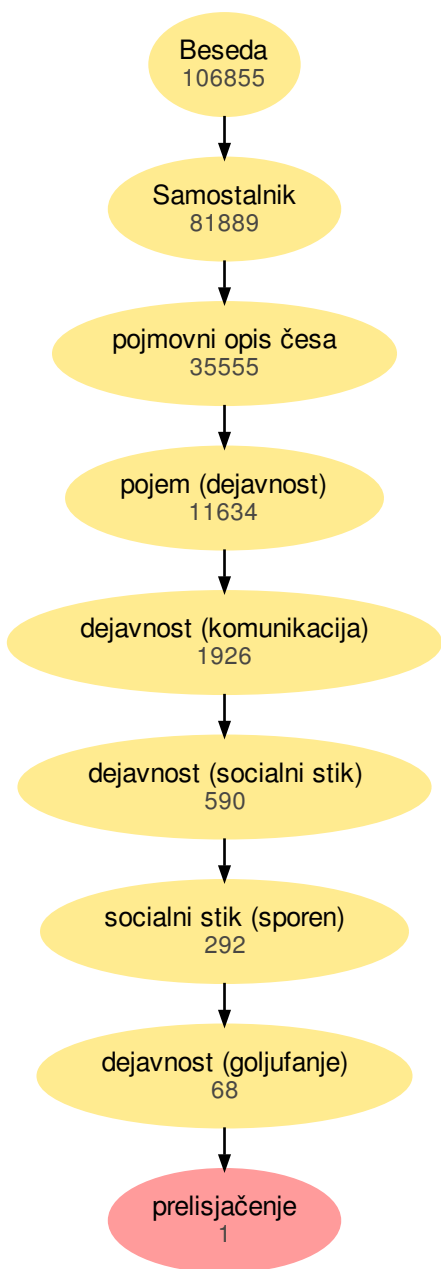 Beseda
106855
Samostalnik
81889
pojmovni opis česa
35555
pojem (dejavnost)
11634
dejavnost (komunikacija)
1926
dejavnost (socialni stik)
590
socialni stik (sporen)
292
dejavnost (goljufanje)
68
prelisjačenje
1